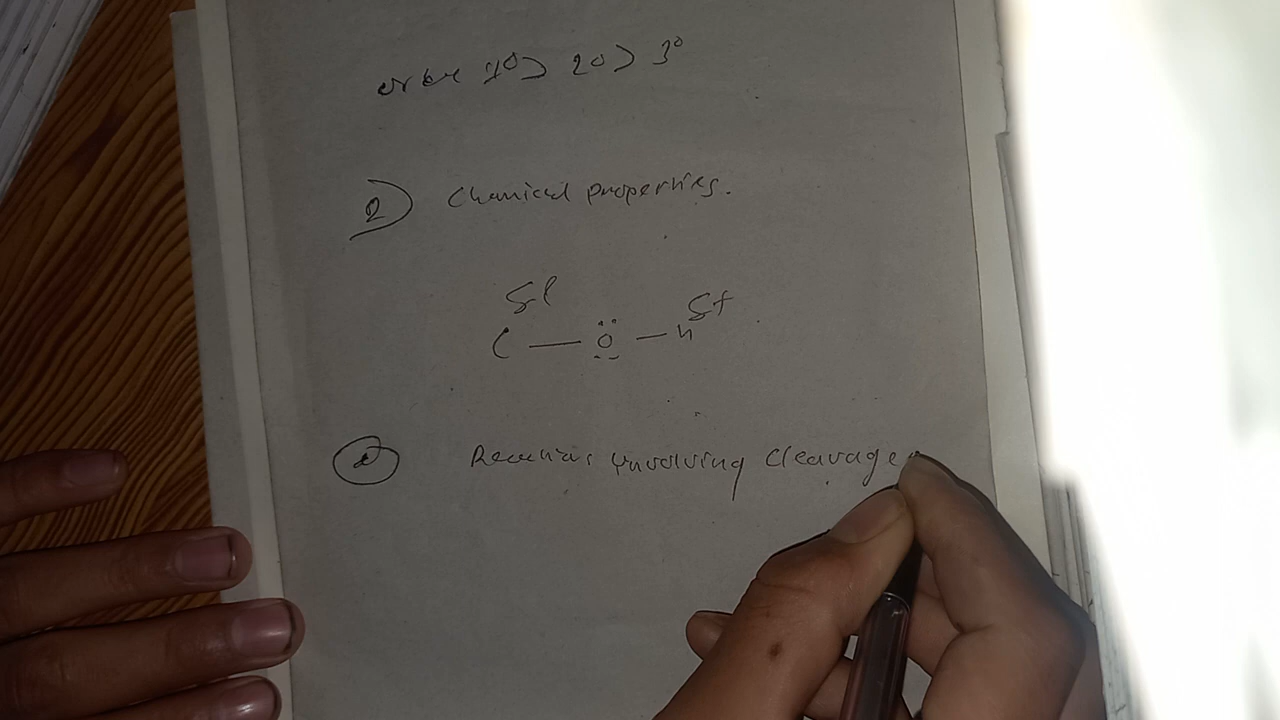 order 1° > 2° > 3°
2) Chemical properties.
δ+ δ+
C — O — H
Reactions involving cleavage